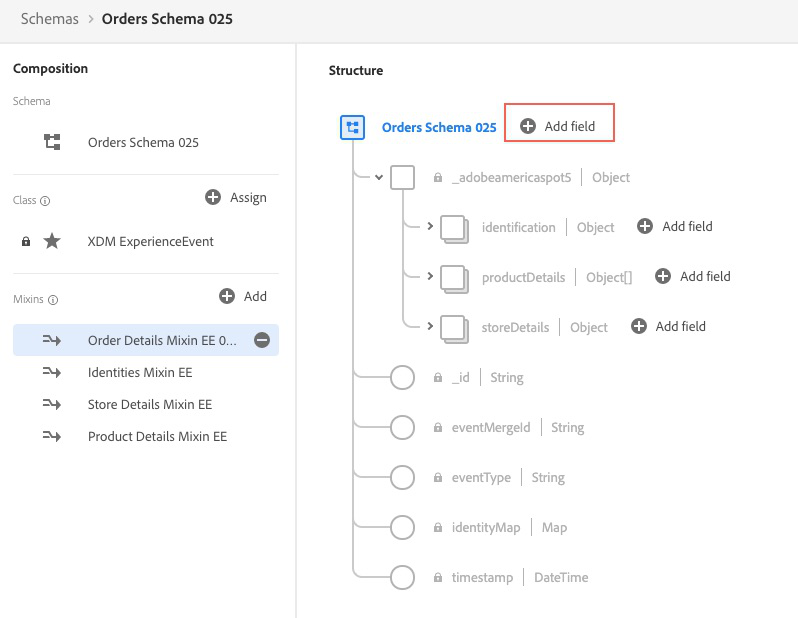 Schemas > Orders Schema 025
Composition
Schema
Orders Schema 025
Class
Assign
XDM ExperienceEvent
Mixins
Add
Order Details Mixin EE 0...
Identities Mixin EE
Store Details Mixin EE
Product Details Mixin EE
Structure
Orders Schema 025 Add field
_adobeamericaspot5 | Object
identification | Object Add field
productDetails | Object[] Add field
storeDetails | Object Add field
_id | String
eventMergeId | String
eventType | String
identityMap | Map
timestamp | DateTime